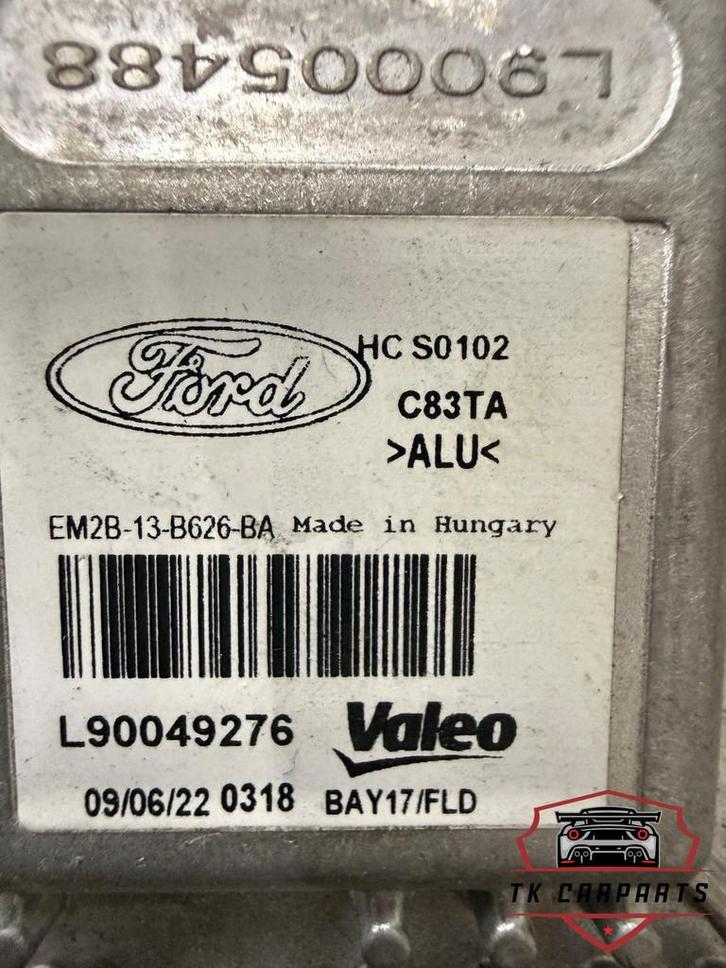 L90005488
Ford
HC S0102
C83TA
>ALU<
EM2B-13-B626-BA Made in Hungary
L90049276 Valeo
09/06/22 0318 BAY17/FLD
TK CARPARTS